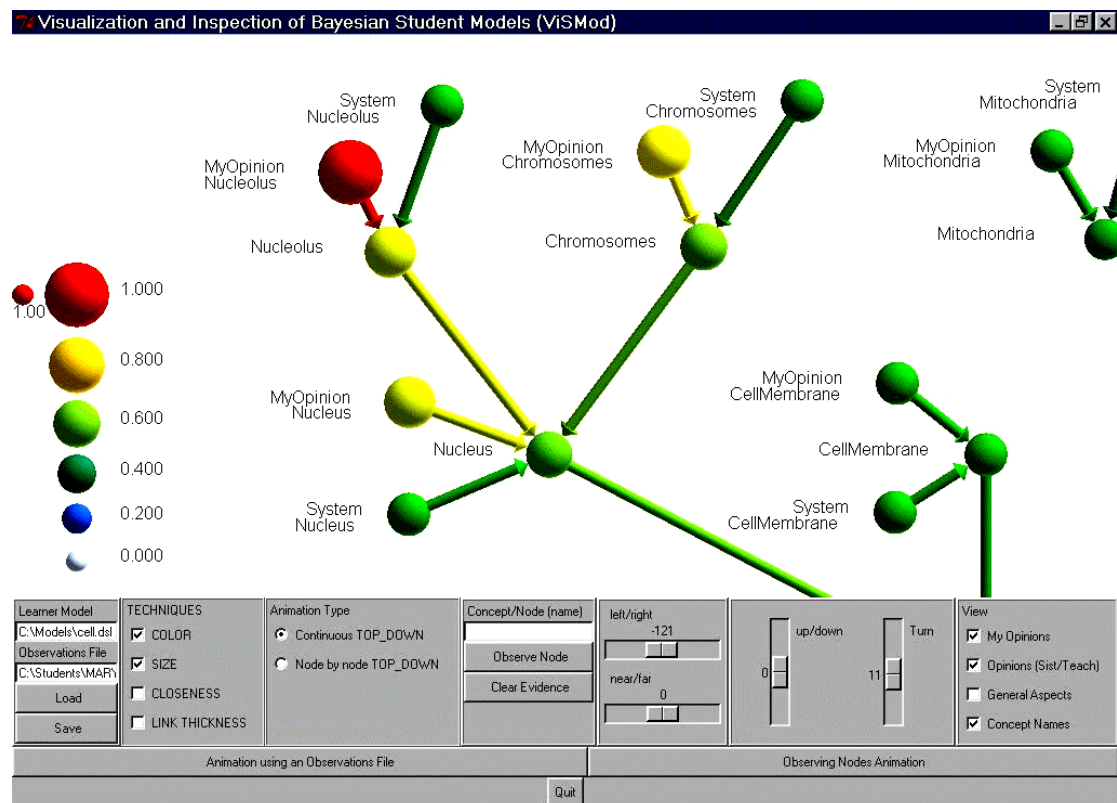 Visualization and Inspection of Bayesian Student Models (ViSMod)
System
Nucleolus
System
Chromosomes
System
Mitochondria
MyOpinion
Nucleolus
MyOpinion
Chromosomes
MyOpinion
Mitochondria
Nucleolus
Chromosomes
Mitochondria
1.000
1.00
0.800
0.600
0.400
0.200
0.000
MyOpinion
Nucleus
MyOpinion
CellMembrane
Nucleus
CellMembrane
System
Nucleus
System
CellMembrane
Learner Model
C:\Models\cell.dsl
Observations File
C:\Students\MAR
Load
Save
TECHNIQUES
COLOR
SIZE
CLOSENESS
LINK THICKNESS
Animation Type
Continuous TOP_DOWN
Node by node TOP_DOWN
Concept/Node (name)
Observe Node
Clear Evidence
left/right
-121
near/far
0
up/down
0
Turn
11
View
My Opinions
Opinions (Sist/Teach)
General Aspects
Concept Names
Animation using an Observations File
Observing Nodes Animation
Quit